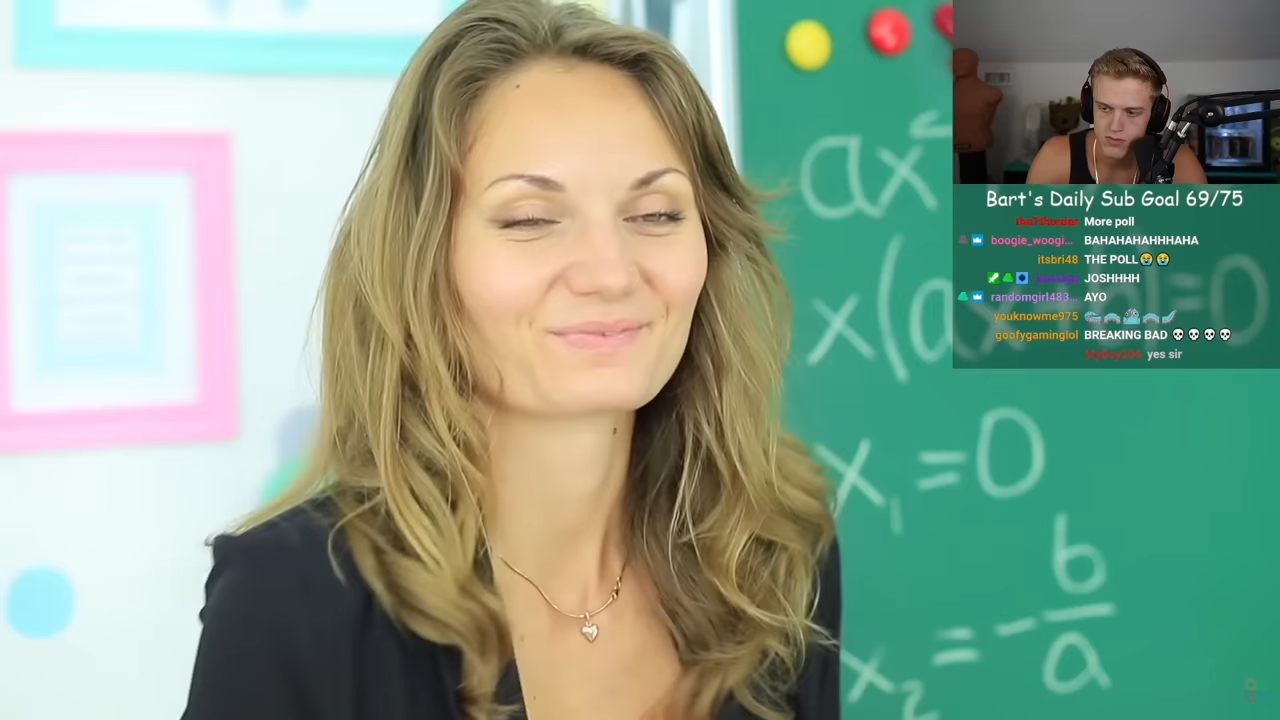 ax²
x(a
=0
x₁ =0
x₂ = - b/a
Bart's Daily Sub Goal 69/75
More poll
boogie_woogi... BAHAHAHAHHHAHA
itsbri48 THE POLL😭😭
JOSHHHH
randomgirl483... AYO
youknowme975
goofygaminglol BREAKING BAD 💀💀💀💀
yes sir